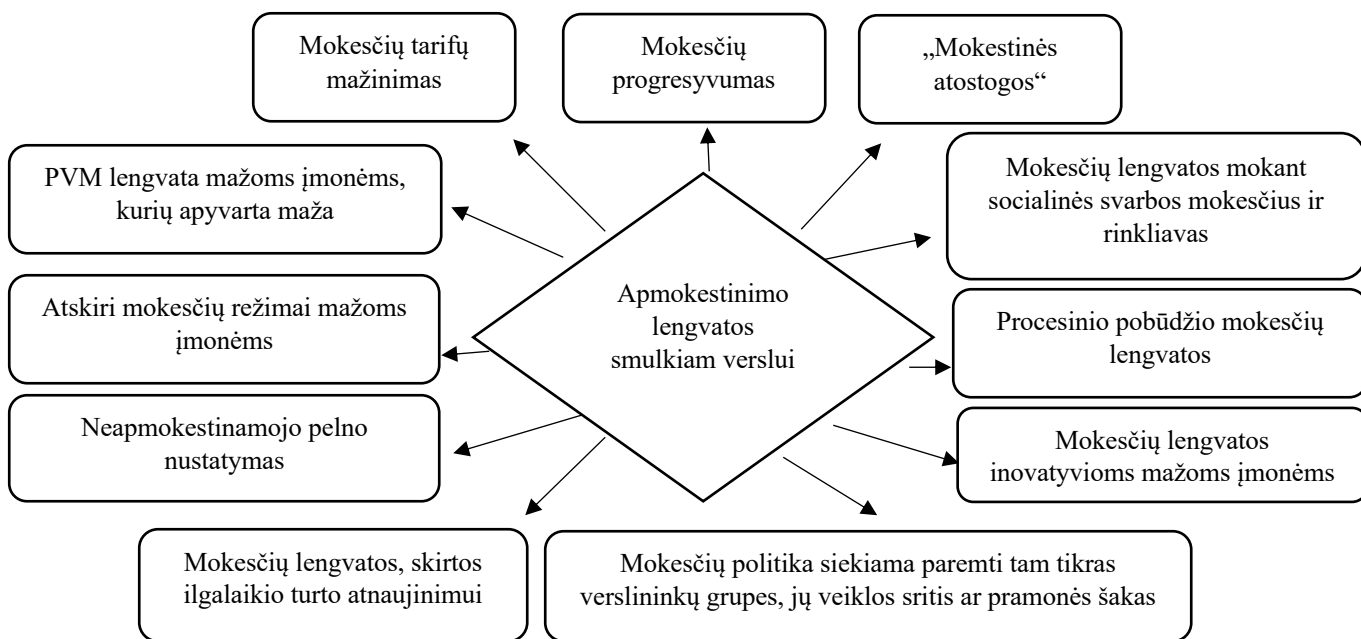 Mokesčių tarifų
mažinimas
Mokesčių
progresyvumas
„Mokestinės
atostogos“
PVM lengvata mažoms įmonėms,
kurių apyvarta maža
Mokesčių lengvatos mokant
socialinės svarbos mokesčius ir
rinkliavas
Apmokestinimo
lengvatos
smulkiam verslui
Atskiri mokesčių režimai mažoms
įmonėms
Procesinio pobūdžio mokesčių
lengvatos
Neapmokestinamojo pelno
nustatymas
Mokesčių lengvatos
inovatyvioms mažoms įmonėms
Mokesčių lengvatos, skirtos
ilgalaikio turto atnaujinimui
Mokesčių politika siekiama paremti tam tikras
verslininkų grupes, jų veiklos sritis ar pramonės šakas